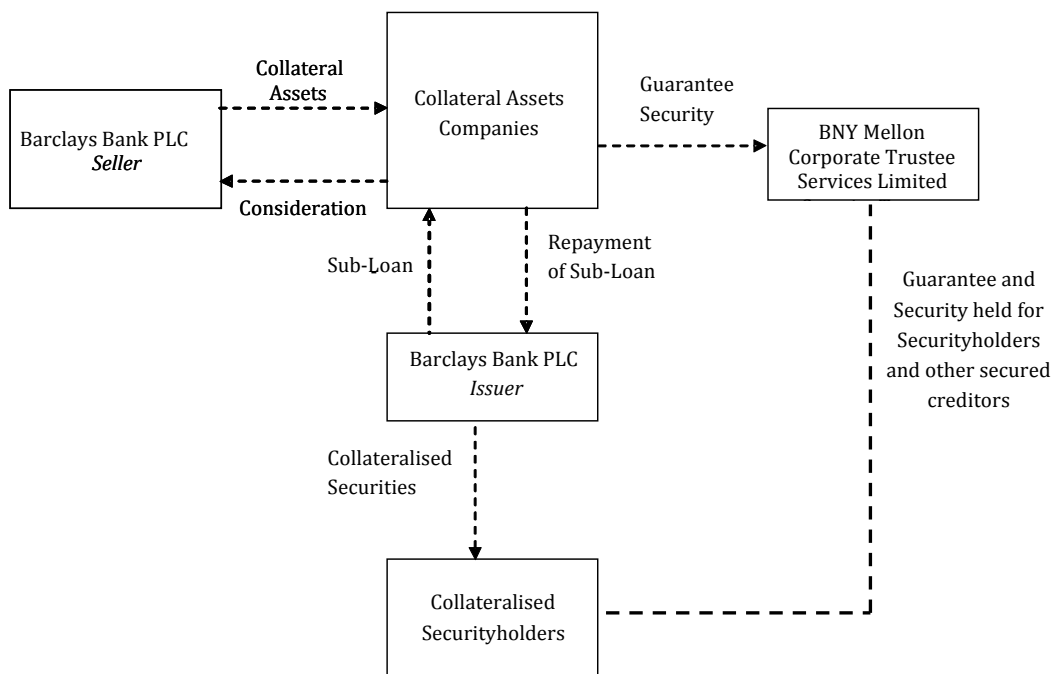 Collateral
Assets
Collateral Assets
Companies
Guarantee
Security
Barclays Bank PLC
Seller
BNY Mellon
Corporate Trustee
Services Limited
Consideration
Sub-Loan
Repayment
of Sub-Loan
Guarantee and
Security held for
Securityholders
and other secured
creditors
Barclays Bank PLC
Issuer
Collateralised
Securities
Collateralised
Securityholders